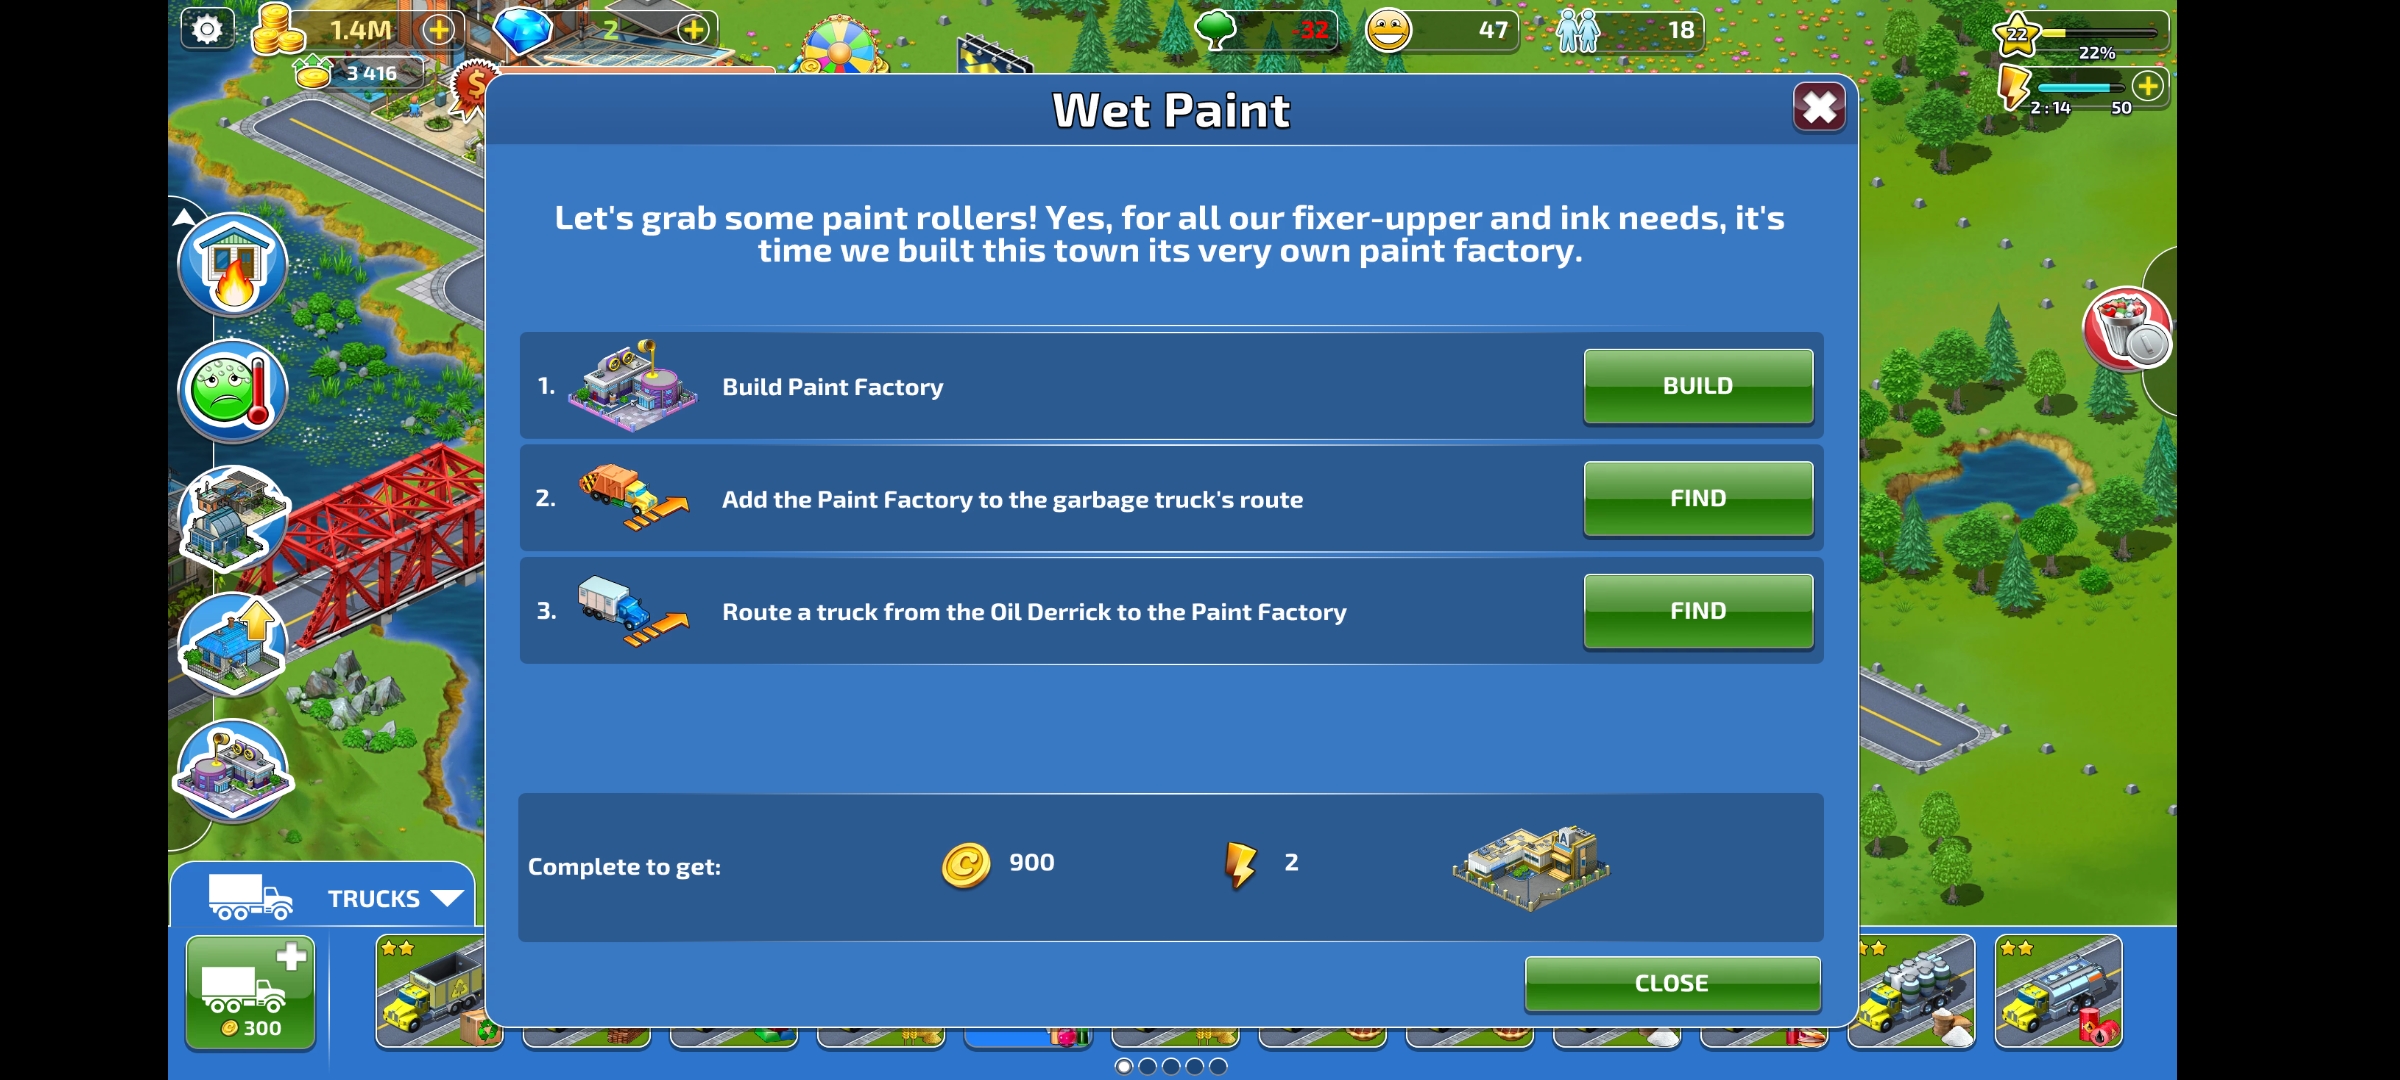 1.4M
2
-32
47
18
22
22%
3 416
2:14
50
Wet Paint
Let's grab some paint rollers! Yes, for all our fixer-upper and ink needs, it's
time we built this town its very own paint factory.
1.
Build Paint Factory
BUILD
2.
Add the Paint Factory to the garbage truck's route
FIND
3.
Route a truck from the Oil Derrick to the Paint Factory
FIND
Complete to get:
900
2
TRUCKS
CLOSE
300